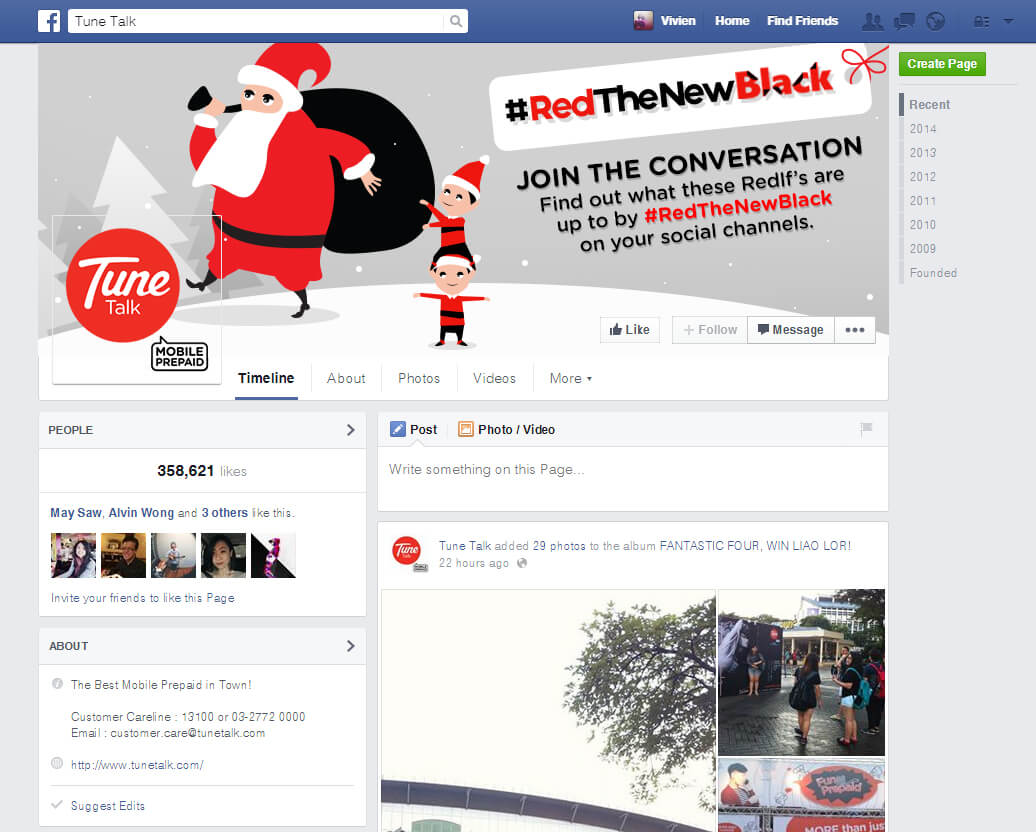 Tune Talk
Vivien
Home
Find Friends
#RedTheNewBlack
JOIN THE CONVERSATION
Find out what these Redlf's are
up to by #RedTheNewBlack
on your social channels.
Tune
Talk
MOBILE
PREPAID
Like
+ Follow
Message
•••
Timeline
About
Photos
Videos
More ▾
Create Page
Recent
2014
2013
2012
2011
2010
2009
Founded
PEOPLE
358,621 likes
May Saw, Alvin Wong and 3 others like this.
Invite your friends to like this Page
ABOUT
The Best Mobile Prepaid in Town!
Customer Careline : 13100 or 03-2772 0000
Email : customer.care@tunetalk.com
http://www.tunetalk.com/
Suggest Edits
Post
Photo / Video
Write something on this Page...
Tune
Tune Talk added 29 photos to the album FANTASTIC FOUR, WIN LIAO LOR!
22 hours ago
Prepaid
MORE than jus